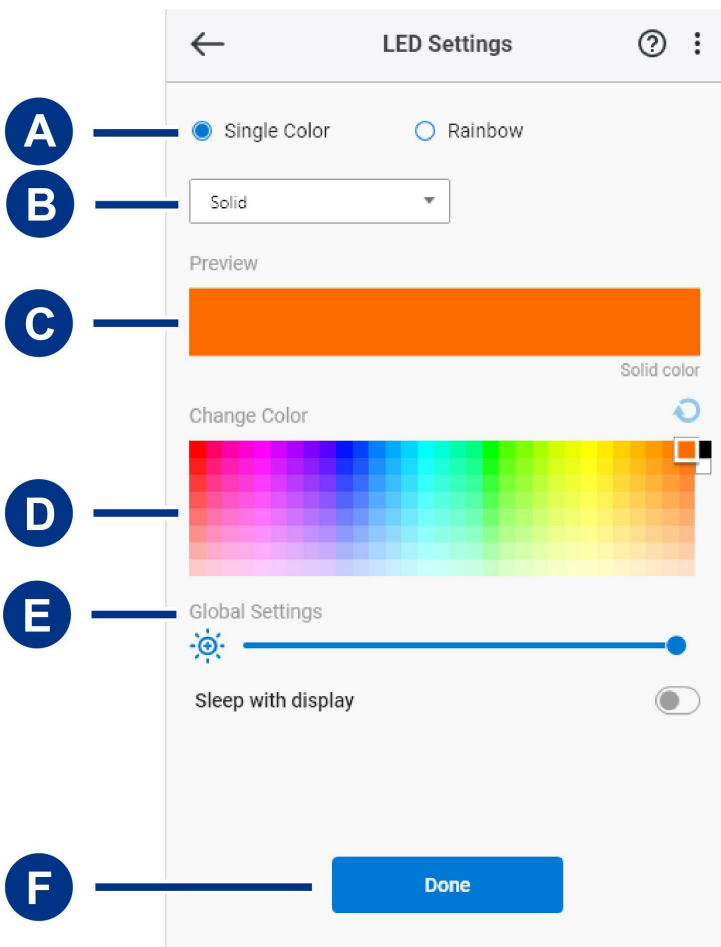 LED Settings
A
Single Color
Rainbow
B
Solid
Preview
C
Solid color
Change Color
D
E
Global Settings
Sleep with display
F
Done